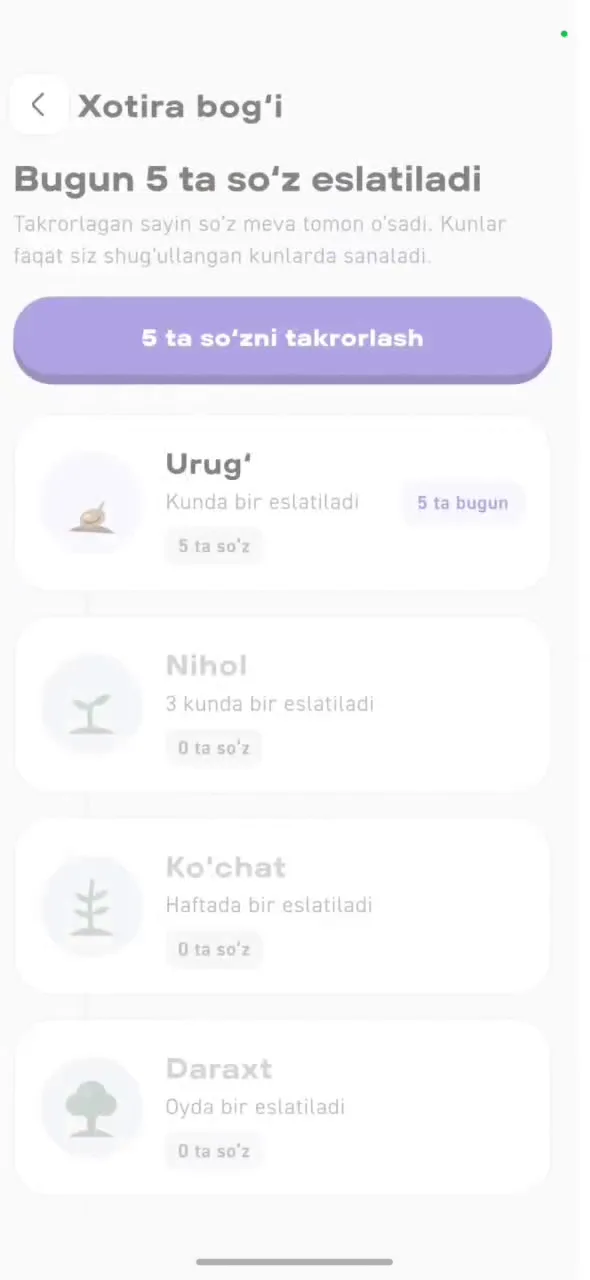 Xotira bog‘i
Bugun 5 ta so‘z eslatiladi
Takrorlagan sayin so‘z meva tomon o‘sadi. Kunlar
faqat siz shug‘ullangan kunlarda sanaladi.
5 ta so‘zni takrorlash
Urug‘
Kunda bir eslatiladi
5 ta bugun
5 ta so‘z
Nihol
3 kunda bir eslatiladi
0 ta so‘z
Ko‘chat
Haftada bir eslatiladi
0 ta so‘z
Daraxt
Oyda bir eslatiladi
0 ta so‘z